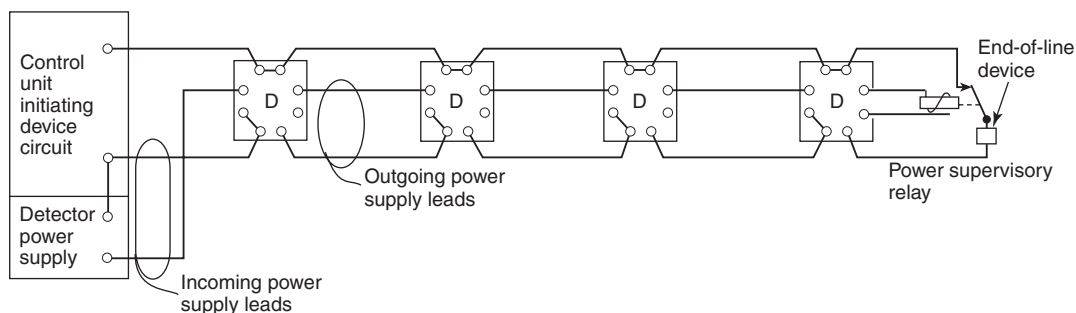 Control
unit
initiating
device
circuit
Detector
power
supply
D
D
D
D
End-of-line
device
Outgoing power
supply leads
Power supervisory
relay
Incoming power
supply leads